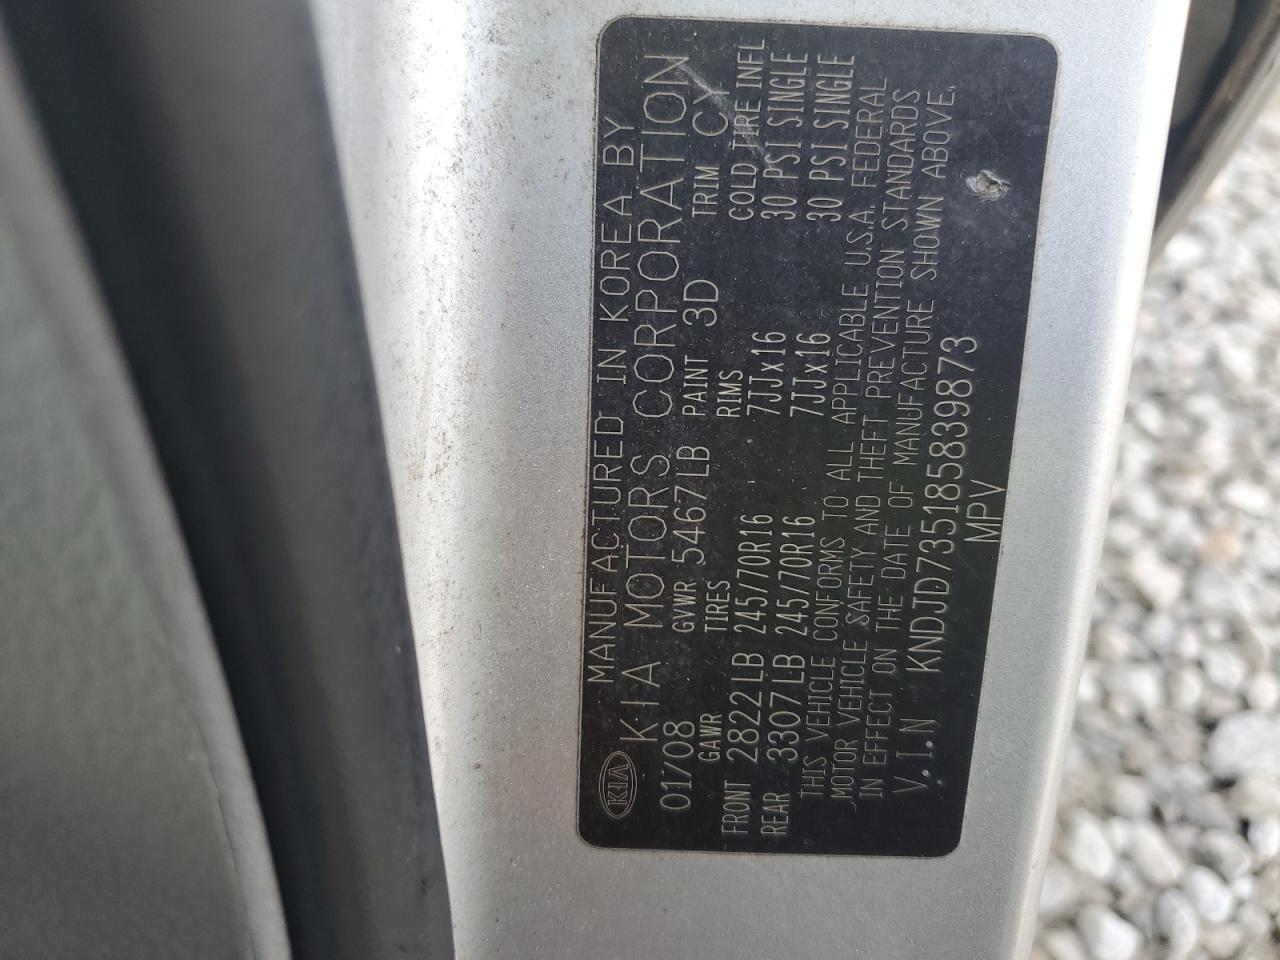 MANUFACTURED IN KOREA BY
KIA KIA MOTORS CORPORATION
01/08 GVWR 5467LB PAINT 3D TRIM CY
GAWR TIRES RIMS COLD TIRE INFL
FRONT 2822LB 245/70R16 7JJx16 30 PSI SINGLE
REAR 3307LB 245/70R16 7JJx16 30 PSI SINGLE
THIS VEHICLE CONFORMS TO ALL APPLICABLE U.S.A. FEDERAL
MOTOR VEHICLE SAFETY AND THEFT PREVENTION STANDARDS
IN EFFECT ON THE DATE OF MANUFACTURE SHOWN ABOVE.
V.I.N KNDJD735185839873
MPV